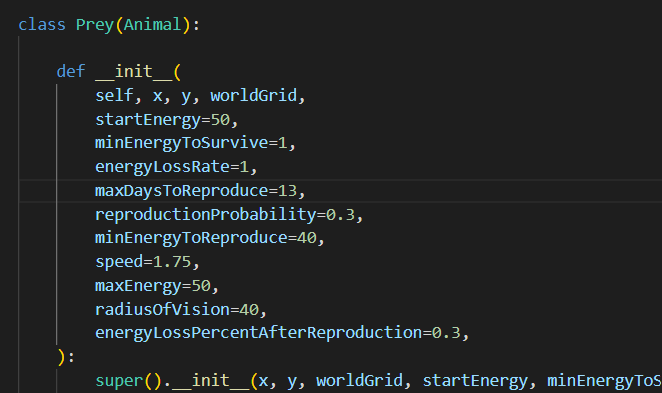 class Prey(Animal):
def __init__(
self, x, y, worldGrid,
startEnergy=50,
minEnergyToSurvive=1,
energyLossRate=1,
maxDaysToReproduce=13,
reproductionProbability=0.3,
minEnergyToReproduce=40,
speed=1.75,
maxEnergy=50,
radiusOfVision=40,
energyLossPercentAfterReproduction=0.3,
):
super().__init__(x, y, worldGrid, startEnergy, minEnergyToS